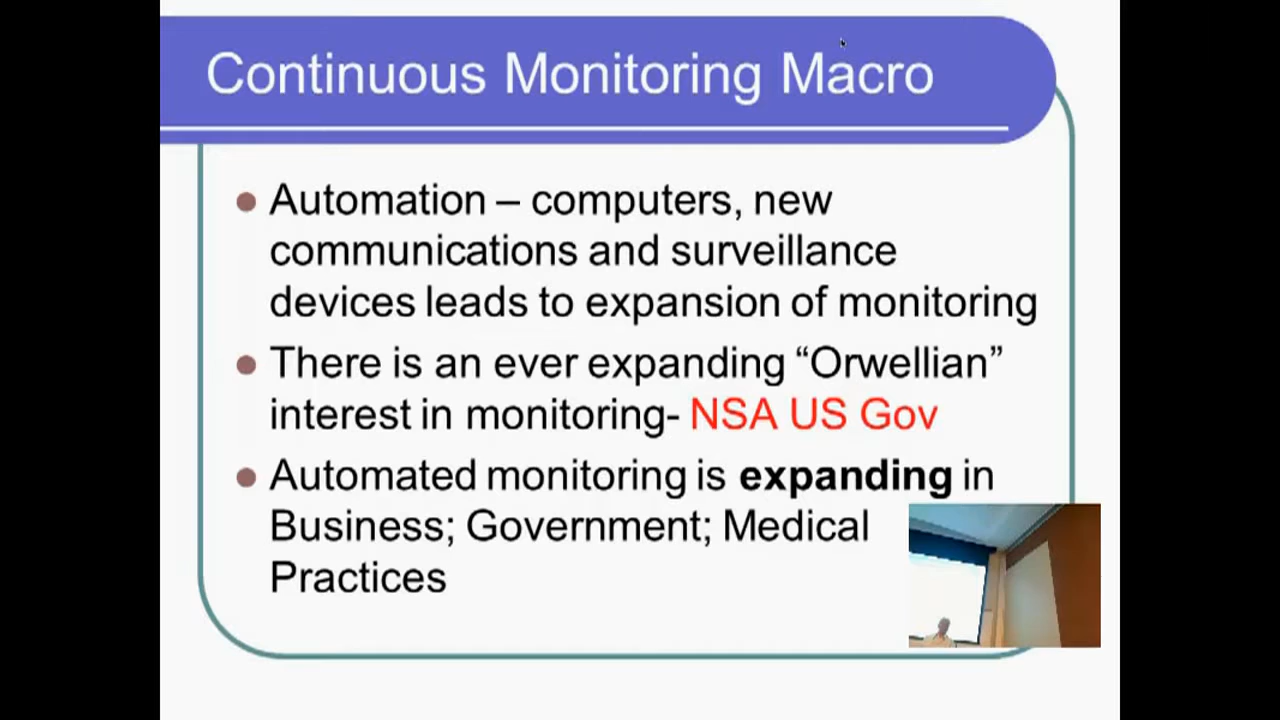 Continuous Monitoring Macro
Automation – computers, new
communications and surveillance
devices leads to expansion of monitoring
There is an ever expanding “Orwellian”
interest in monitoring- NSA US Gov
Automated monitoring is expanding in
Business; Government; Medical
Practices